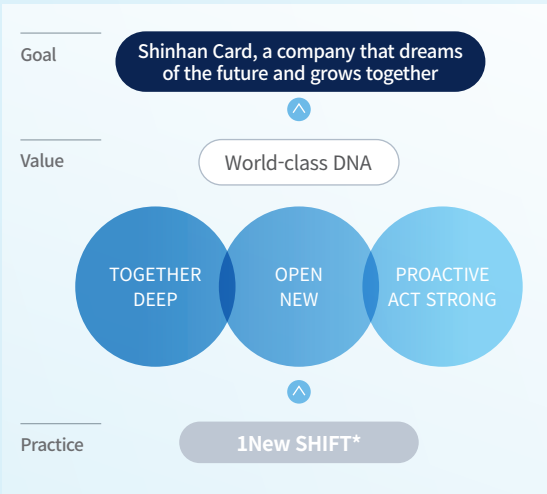 Goal
Shinhan Card, a company that dreams
of the future and grows together
Value
World-class DNA
TOGETHER
DEEP
OPEN
NEW
PROACTIVE
ACT STRONG
Practice
1New SHIFT*